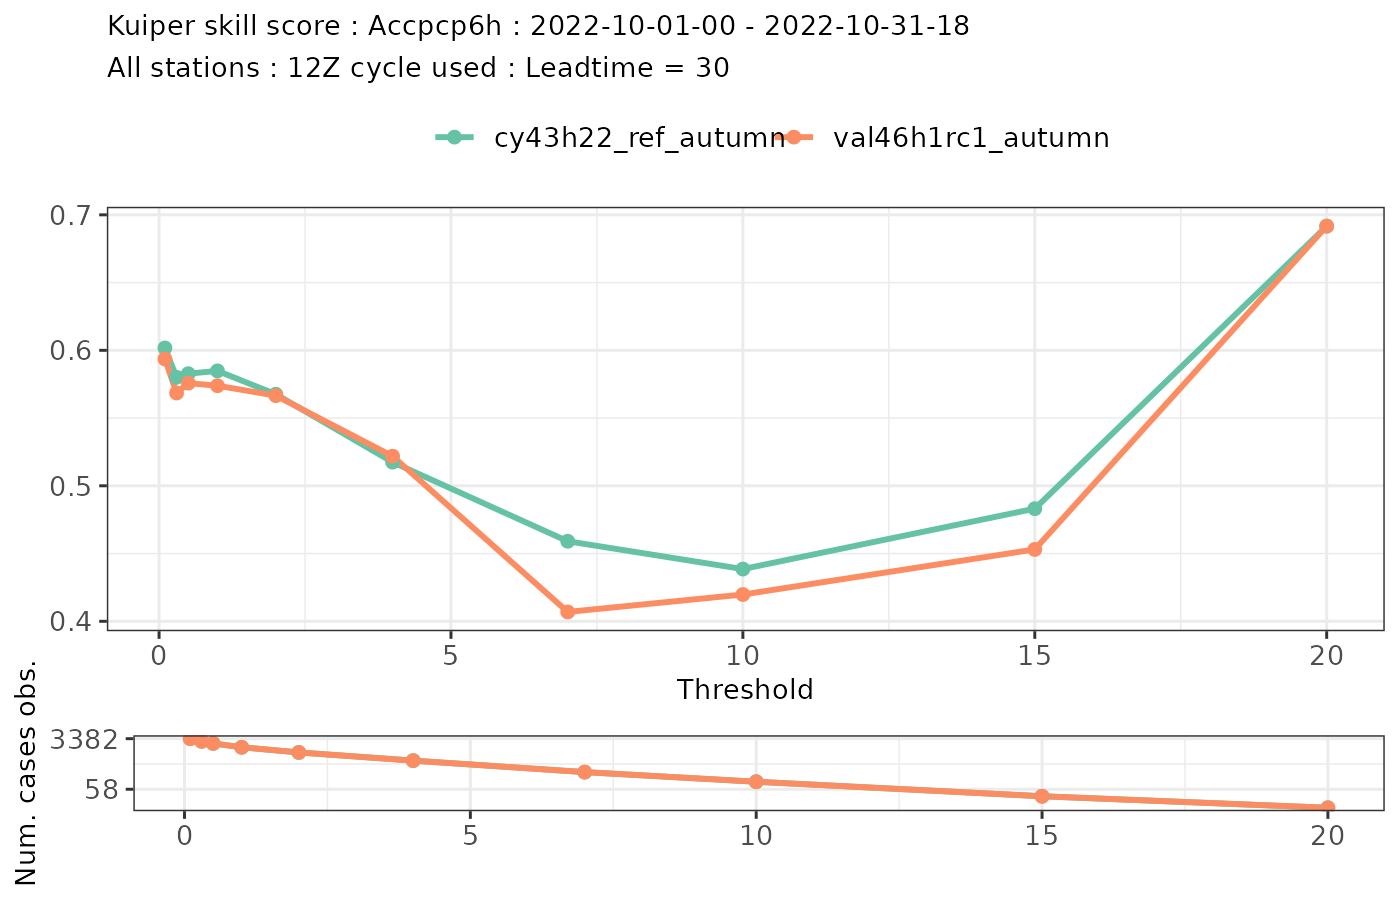 Kuiper skill score : Accpcp6h : 2022-10-01-00 - 2022-10-31-18
All stations : 12Z cycle used : Leadtime = 30
cy43h22_ref_autumn val46h1rc1_autumn
0.7
0.6
0.5
0.4
0 5 10 15 20
Threshold
Num. cases obs.
3382
58
0 5 10 15 20